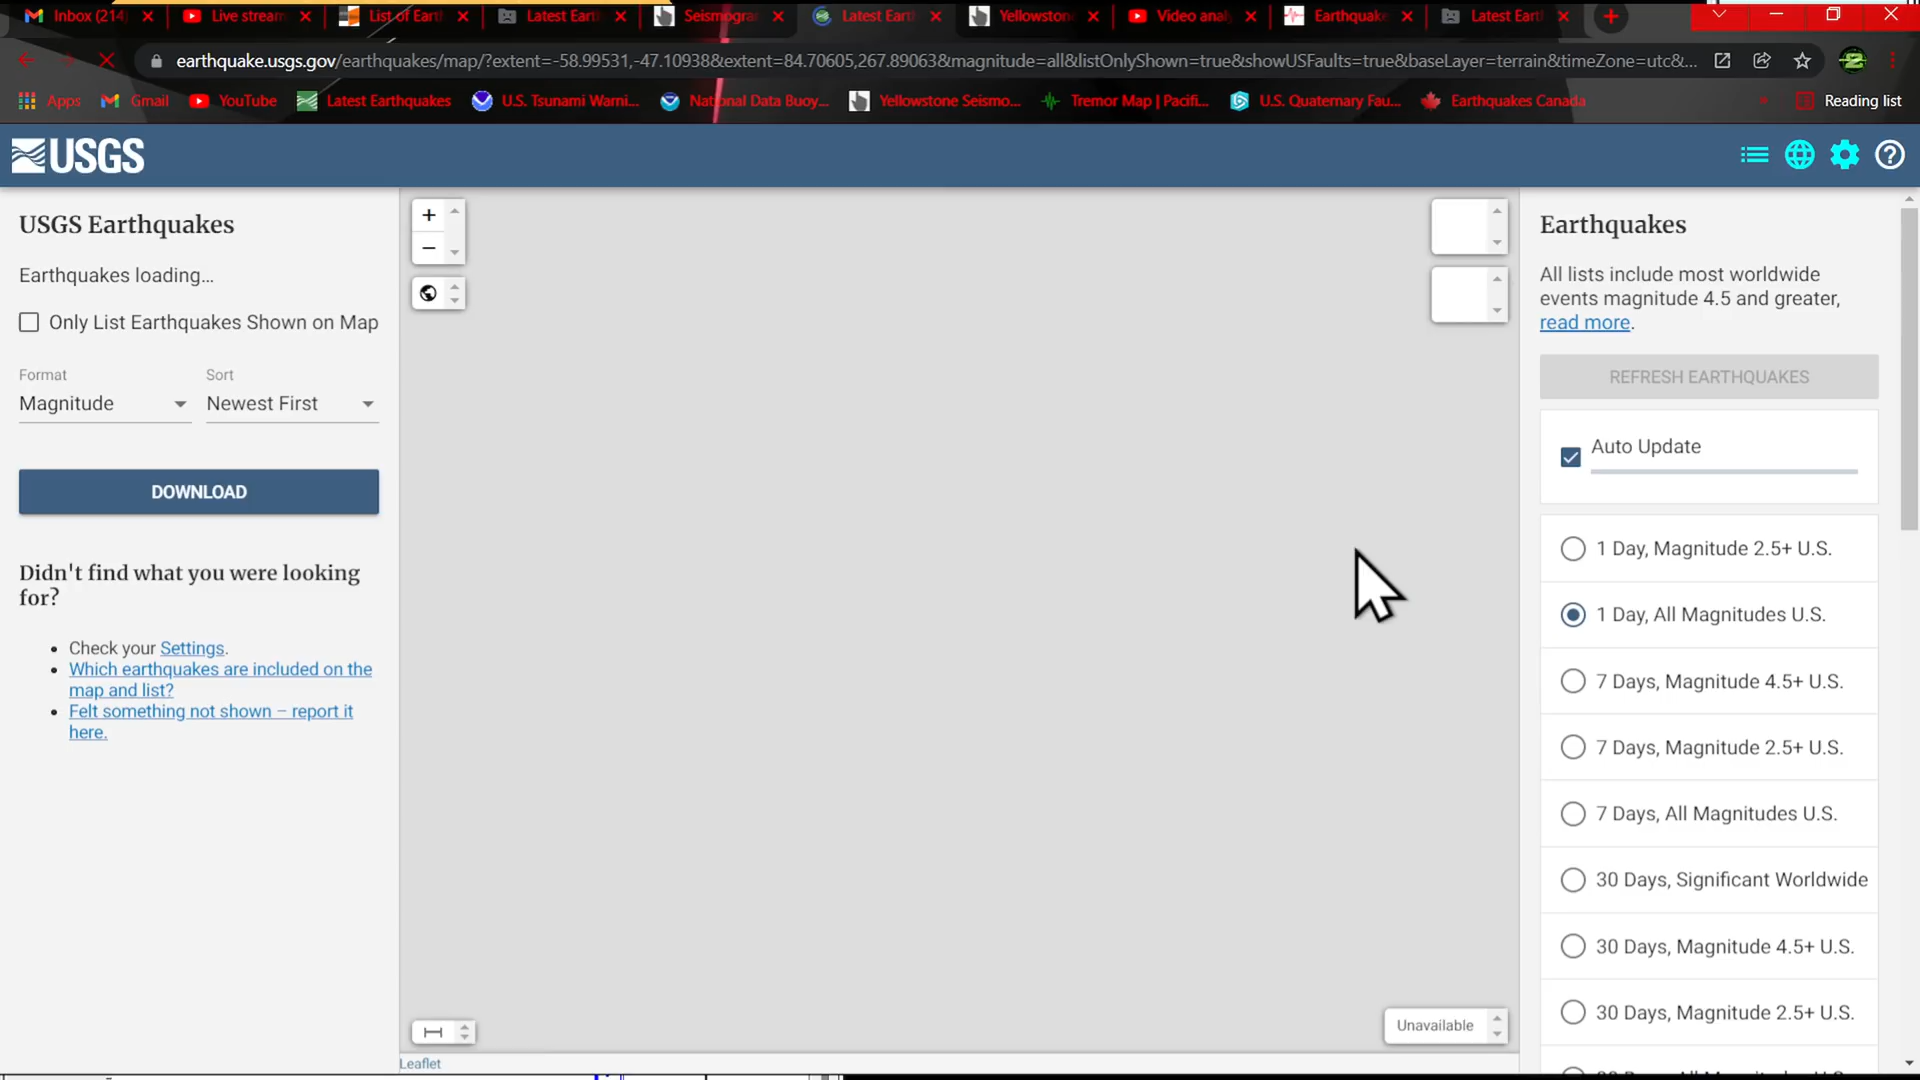 Inbox (214
Live stream
List of Eart
Latest Eart
Seismogra
Latest Eart
Yellowston
Video anal
Earthquake
Latest Eart
earthquake.usgs.gov/earthquakes/map/?extent=-58.99531,-47.10938&extent=84.70605,267.89063&magnitude=all&listOnlyShown=true&showUSFaults=true&baseLayer=terrain&timeZone=utc&...
Apps
Gmail
YouTube
Latest Earthquakes
U.S. Tsunami Warni...
National Data Buoy...
Yellowstone Seismo...
Tremor Map | Pacifi...
U.S. Quaternary Fau...
Earthquakes Canada
Reading list
USGS
USGS Earthquakes
Earthquakes loading...
Only List Earthquakes Shown on Map
Format
Sort
Magnitude
Newest First
DOWNLOAD
Didn't find what you were looking
for?
Check your Settings.
Which earthquakes are included on the
map and list?
Felt something not shown – report it
here.
+
−
Unavailable
Leaflet
Earthquakes
All lists include most worldwide
events magnitude 4.5 and greater,
read more.
REFRESH EARTHQUAKES
Auto Update
1 Day, Magnitude 2.5+ U.S.
1 Day, All Magnitudes U.S.
7 Days, Magnitude 4.5+ U.S.
7 Days, Magnitude 2.5+ U.S.
7 Days, All Magnitudes U.S.
30 Days, Significant Worldwide
30 Days, Magnitude 4.5+ U.S.
30 Days, Magnitude 2.5+ U.S.